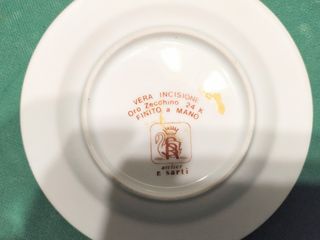 VERA INCISIONE
Oro Zecchino 24 K
FINITO a MANO
atelier
sarti